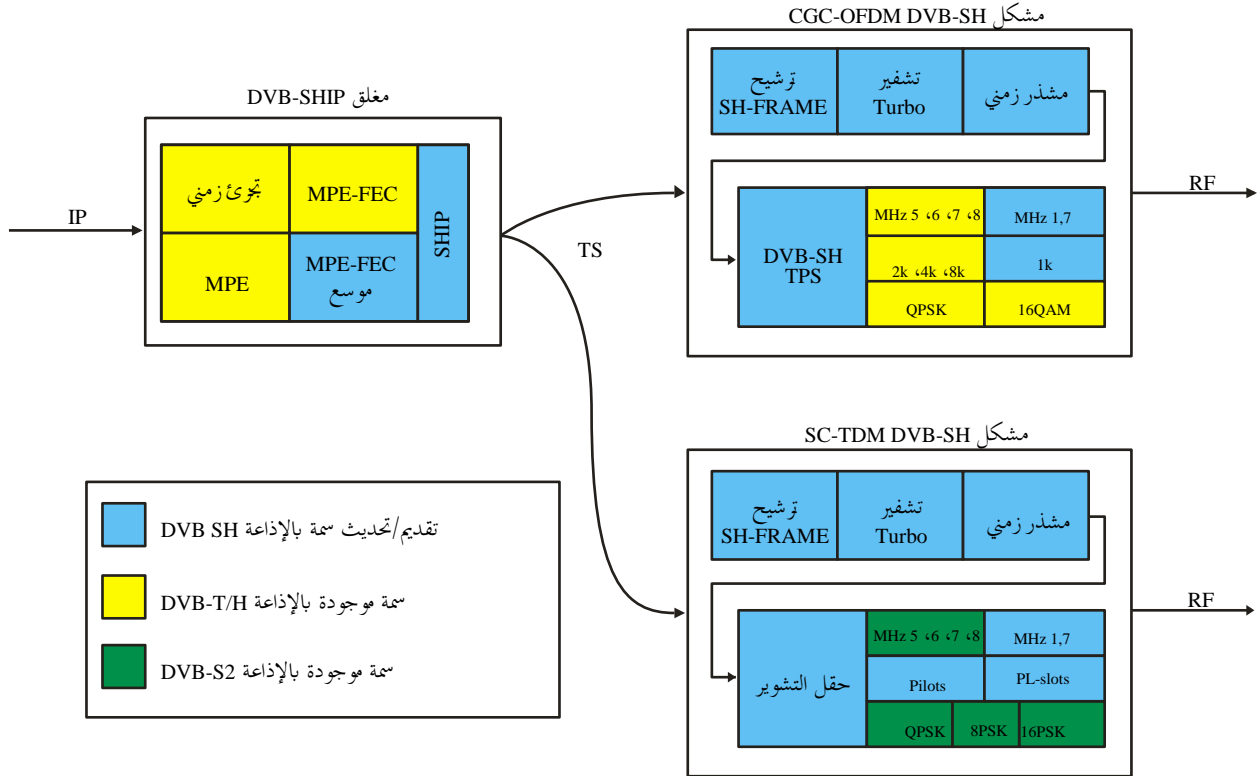 مشكل CGC-OFDM DVB-SH
ترشيح
SH-FRAME
تشفير
Turbo
مشذر زمني
مغلق DVB-SHIP
تجزئ زمني
MPE-FEC
MPE
MPE-FEC
موسع
SHIP
IP
TS
DVB-SH
TPS
MHz 5 ،6 ،7 ،8
MHz 1,7
2k ،4k ،8k
1k
QPSK
16QAM
RF
مشكل SC-TDM DVB-SH
ترشيح
SH-FRAME
تشفير
Turbo
مشذر زمني
حقل التشوير
MHz 5 ،6 ،7 ،8
MHz 1,7
Pilots
PL-slots
QPSK
8PSK
16PSK
RF
تقديم/تحديث سمة بالإذاعة DVB SH
سمة موجودة بالإذاعة DVB-T/H
سمة موجودة بالإذاعة DVB-S2